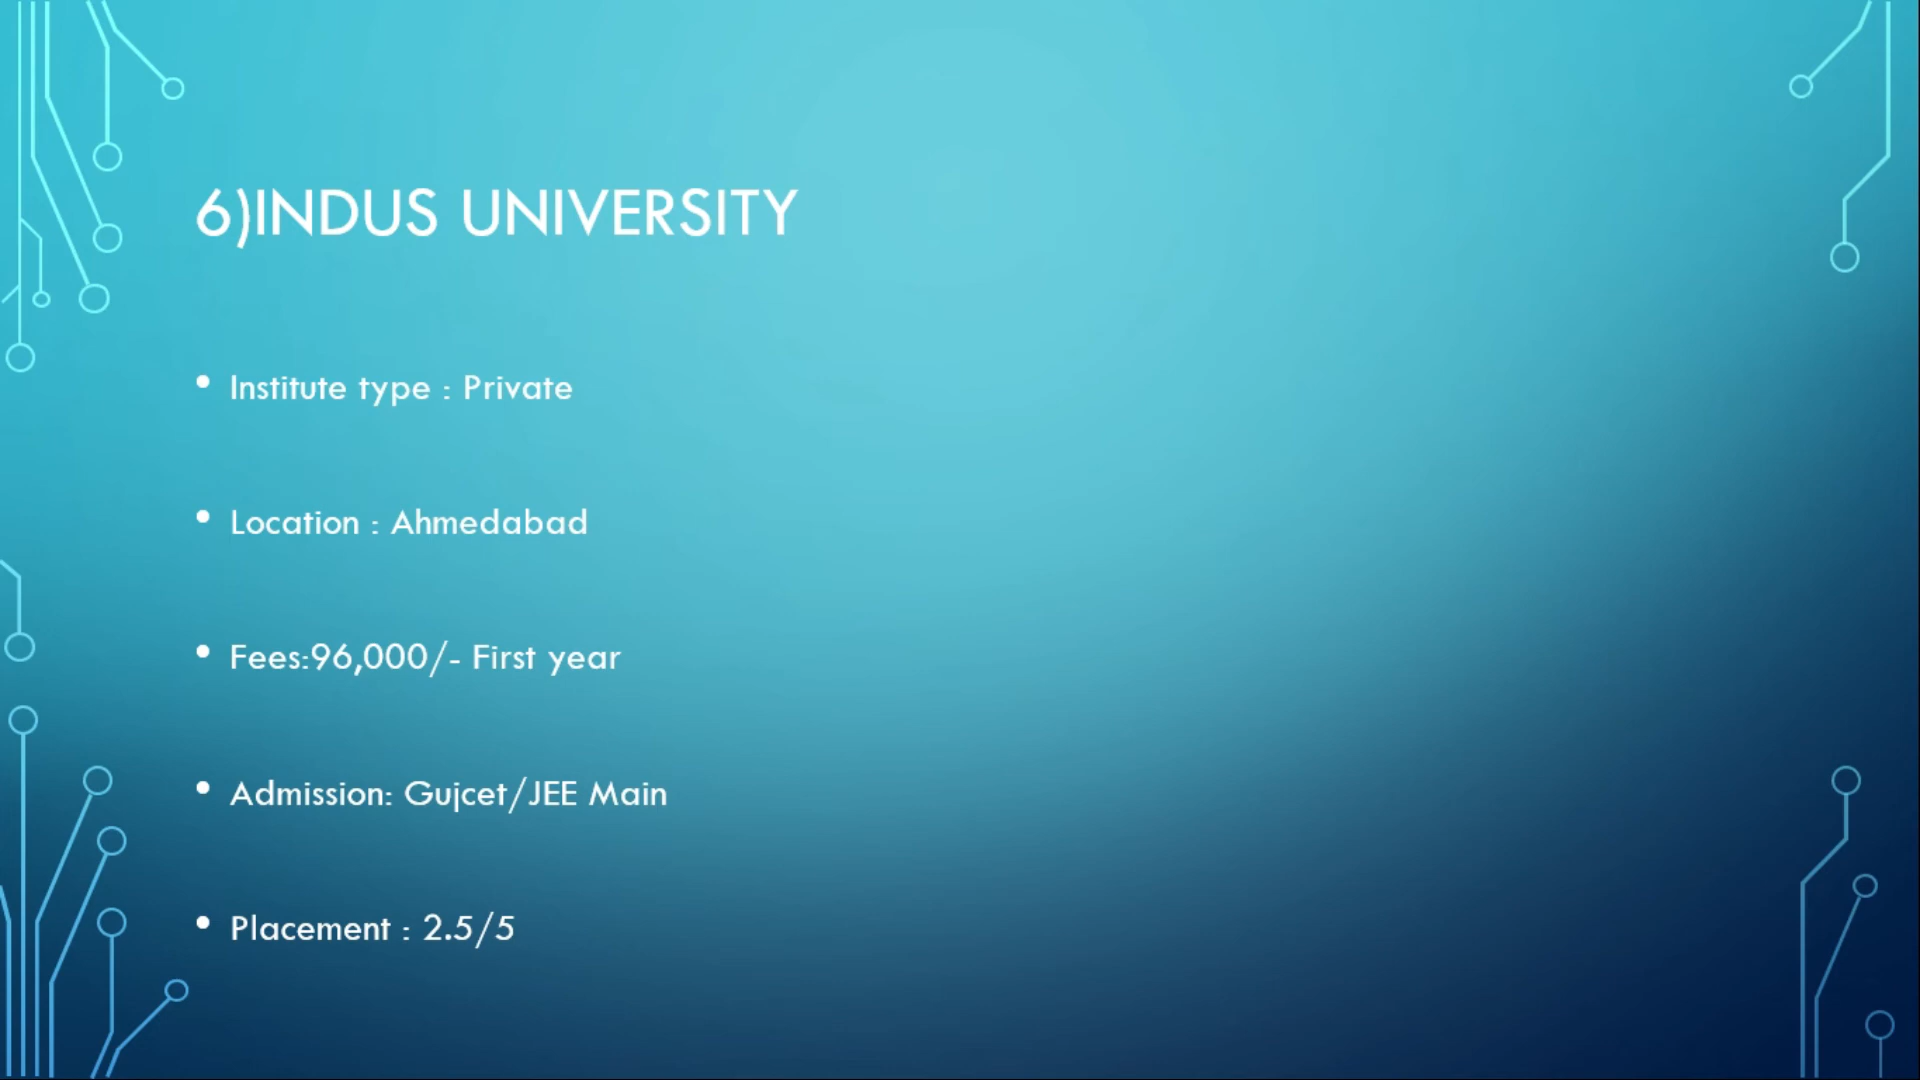 6)INDUS UNIVERSITY
• Institute type : Private
• Location : Ahmedabad
• Fees:96,000/- First year
• Admission: Gujcet/JEE Main
• Placement : 2.5/5